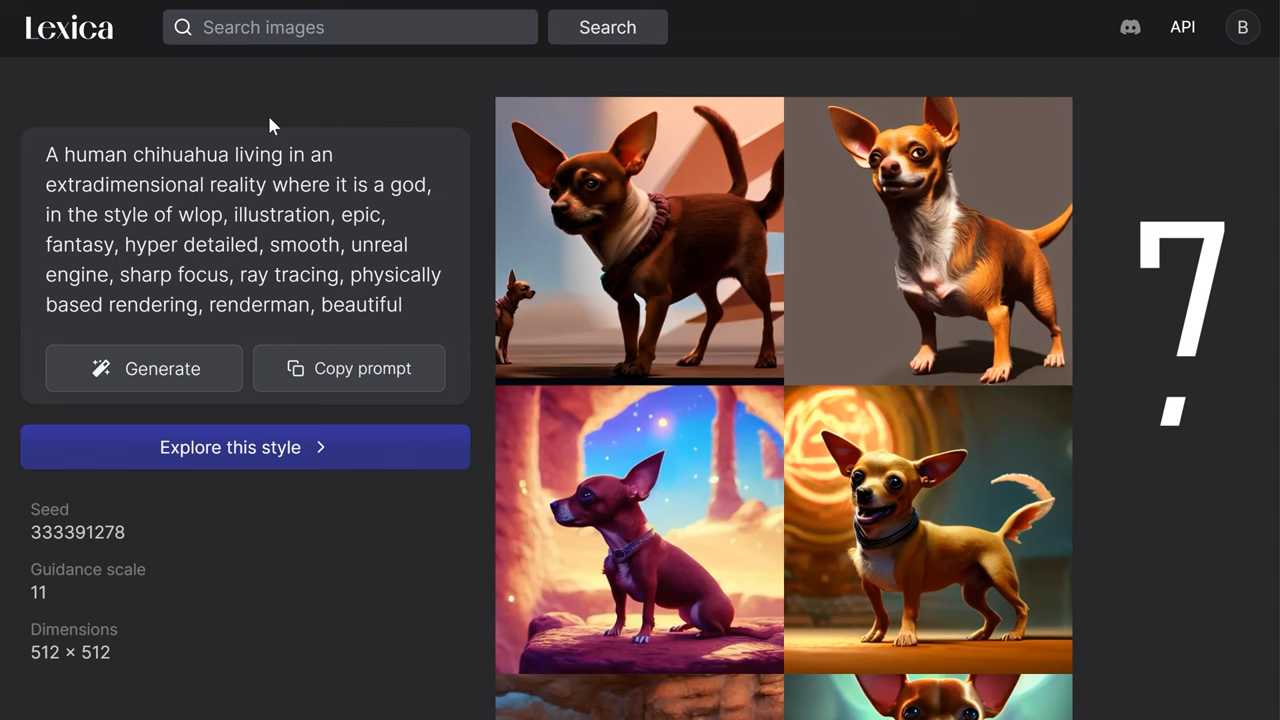 Lexica
Search images
Search
API
B
A human chihuahua living in an
extradimensional reality where it is a god,
in the style of wlop, illustration, epic,
fantasy, hyper detailed, smooth, unreal
engine, sharp focus, ray tracing, physically
based rendering, renderman, beautiful
Generate
Copy prompt
Explore this style
Seed
333391278
Guidance scale
11
Dimensions
512 × 512
?